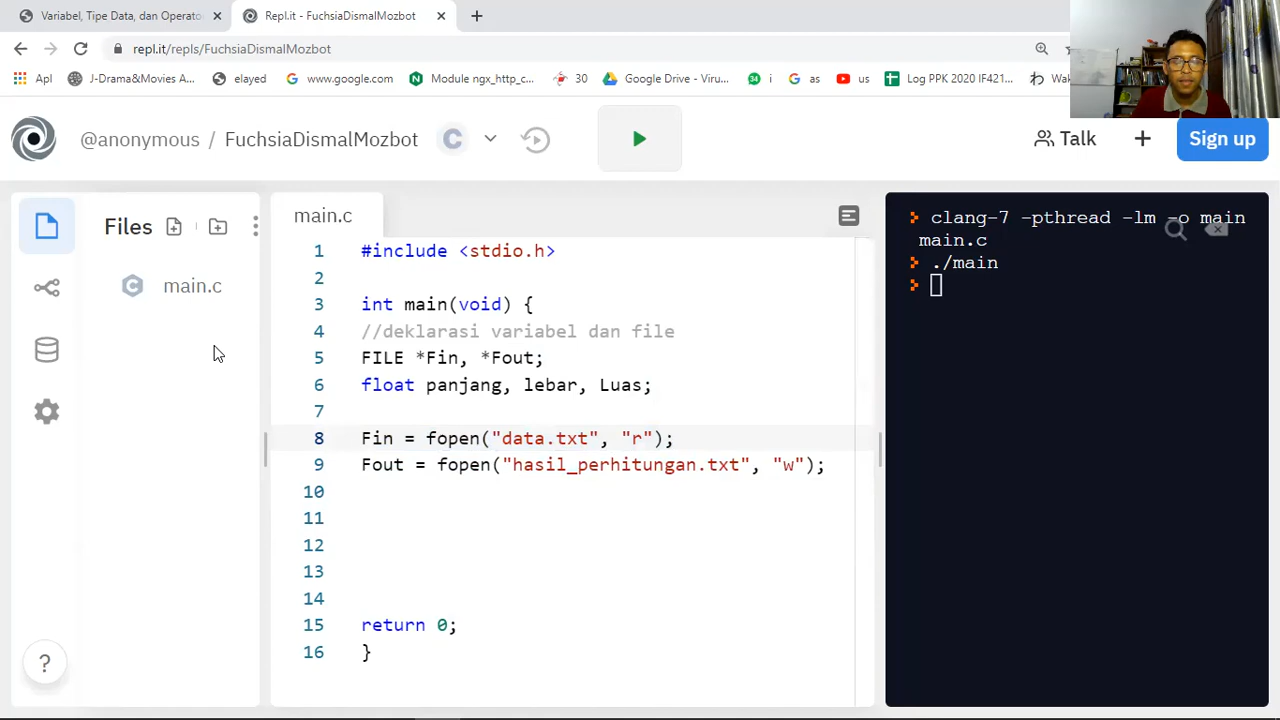 Variabel, Tipe Data, dan Operato
Repl.it - FuchsiaDismalMozbot
repl.it/repls/FuchsiaDismalMozbot
Apl
J-Drama&Movies A...
elayed
www.google.com
Module ngx_http_c...
30
Google Drive - Viru...
34
i
as
us
Log PPK 2020 IF421...
Wak
@anonymous / FuchsiaDismalMozbot
C
Talk
+
Sign up
Files
main.c
main.c
1 #include <stdio.h>
2
3 int main(void) {
4 //deklarasi variabel dan file
5 FILE *Fin, *Fout;
6 float panjang, lebar, Luas;
7
8 Fin = fopen("data.txt", "r");
9 Fout = fopen("hasil_perhitungan.txt", "w");
10
11
12
13
14
15 return 0;
16 }
clang-7 -pthread -lm -o main
main.c
./main
?